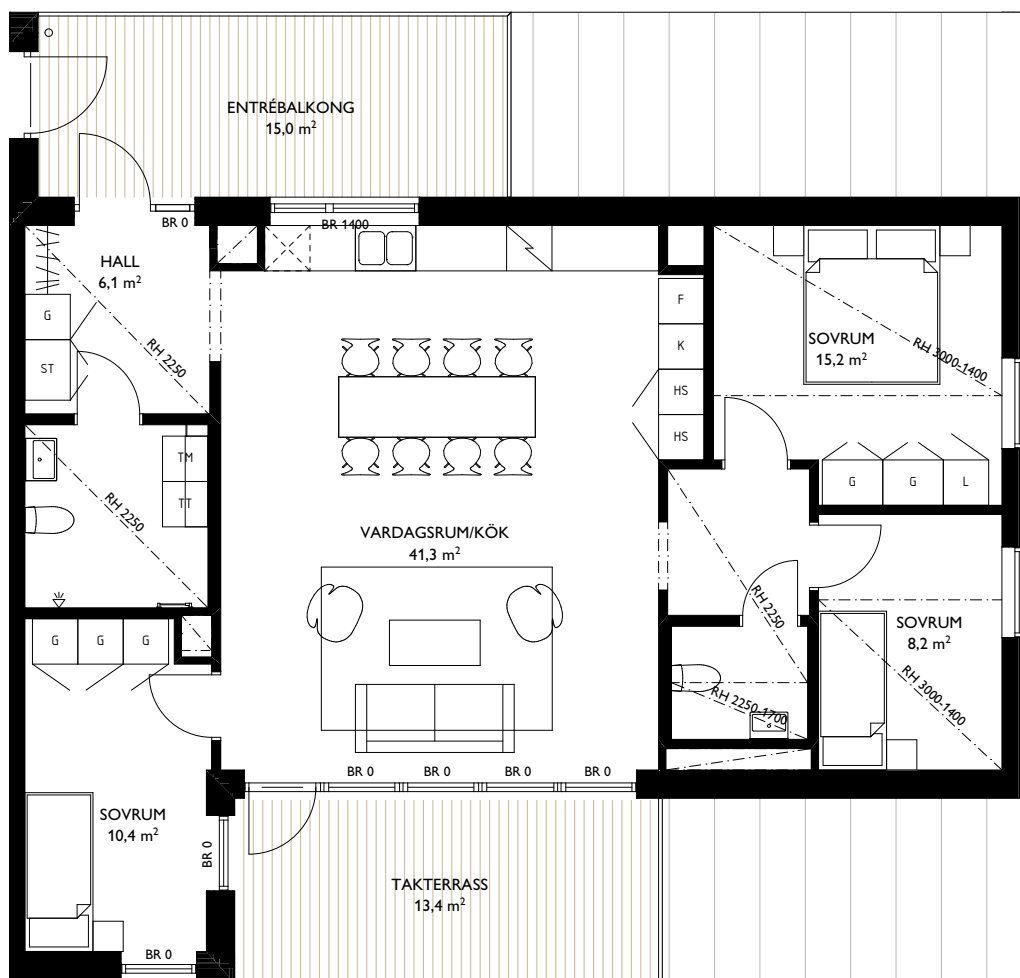 ENTRÉBALKONG
15,0 m²
BR 0
BR 1400
HALL
6,1 m²
G
ST
RH 2250
F
K
HS
HS
SOVRUM
15,2 m²
RH 3000-1400
G
G
L
TM
TT
RH 2250
VARDAGSRUM/KÖK
41,3 m²
RH 2250
RH 2250-1700
SOVRUM
8,2 m²
RH 3000-1400
G
G
G
BR 0
BR 0
BR 0
BR 0
SOVRUM
10,4 m²
BR 0
BR 0
TAKTERRASS
13,4 m²